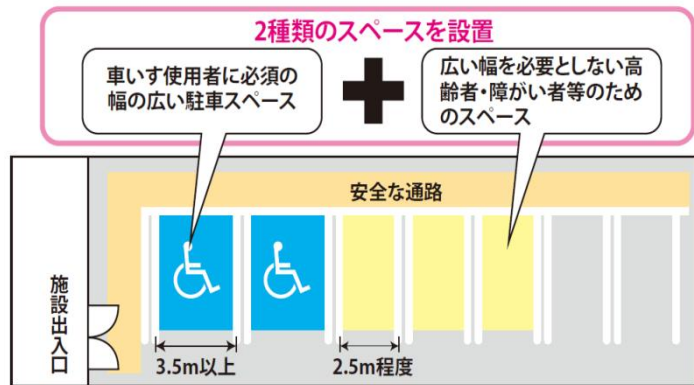 2種類のスペースを設置
車いす使用者に必須の
幅の広い駐車スペース
広い幅を必要としない高
齢者・障がい者等のため
のスペース
安全な通路
施設出入口
3.5m以上
2.5m程度